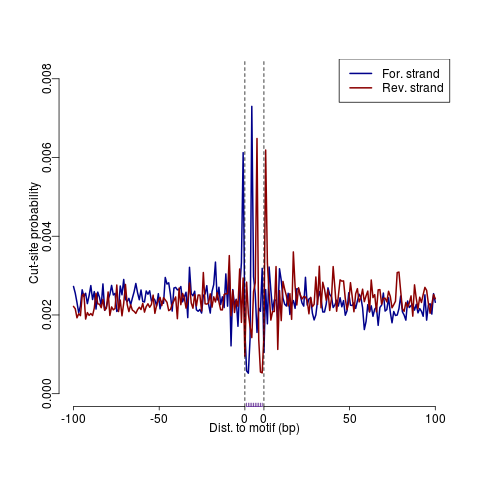 For. strand
Rev. strand
0.008
0.006
0.004
0.002
0.000
Cut-site probability
-100 -50 0 0 50 100
Dist. to motif (bp)